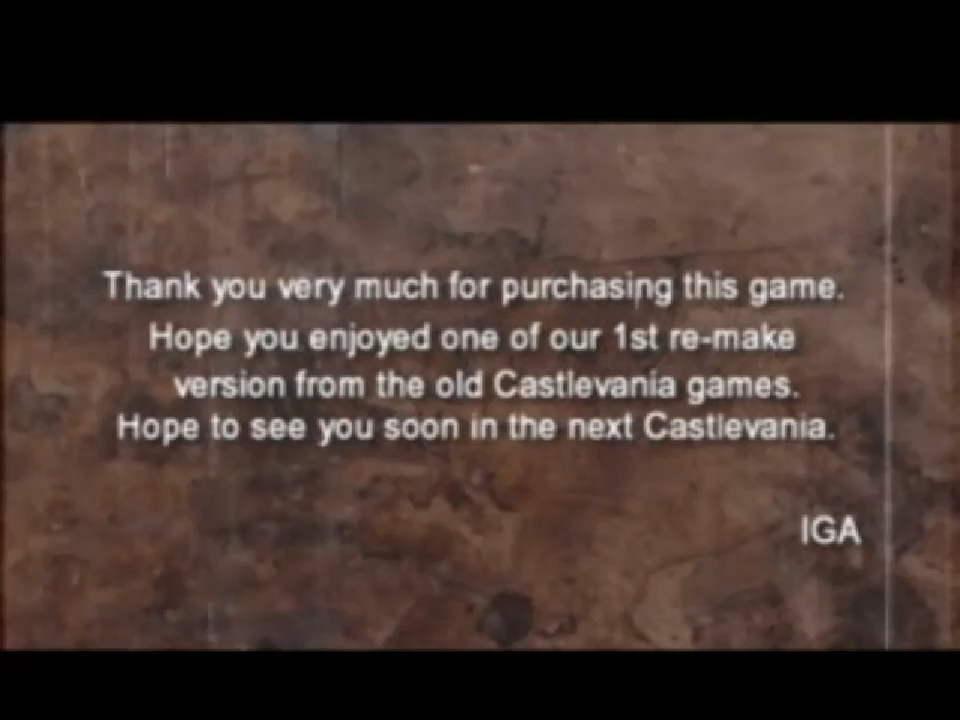 Thank you very much for purchasing this game.
Hope you enjoyed one of our 1st re-make
version from the old Castlevania games.
Hope to see you soon in the next Castlevania.
IGA